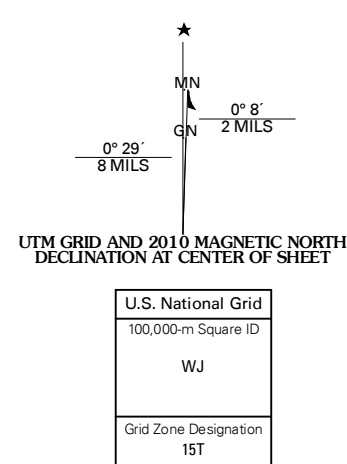 MN
0° 8´
2 MILS
GN
0° 29´
8 MILS
UTM GRID AND 2010 MAGNETIC NORTH
DECLINATION AT CENTER OF SHEET
U.S. National Grid
100,000-m Square ID
WJ
Grid Zone Designation
15T